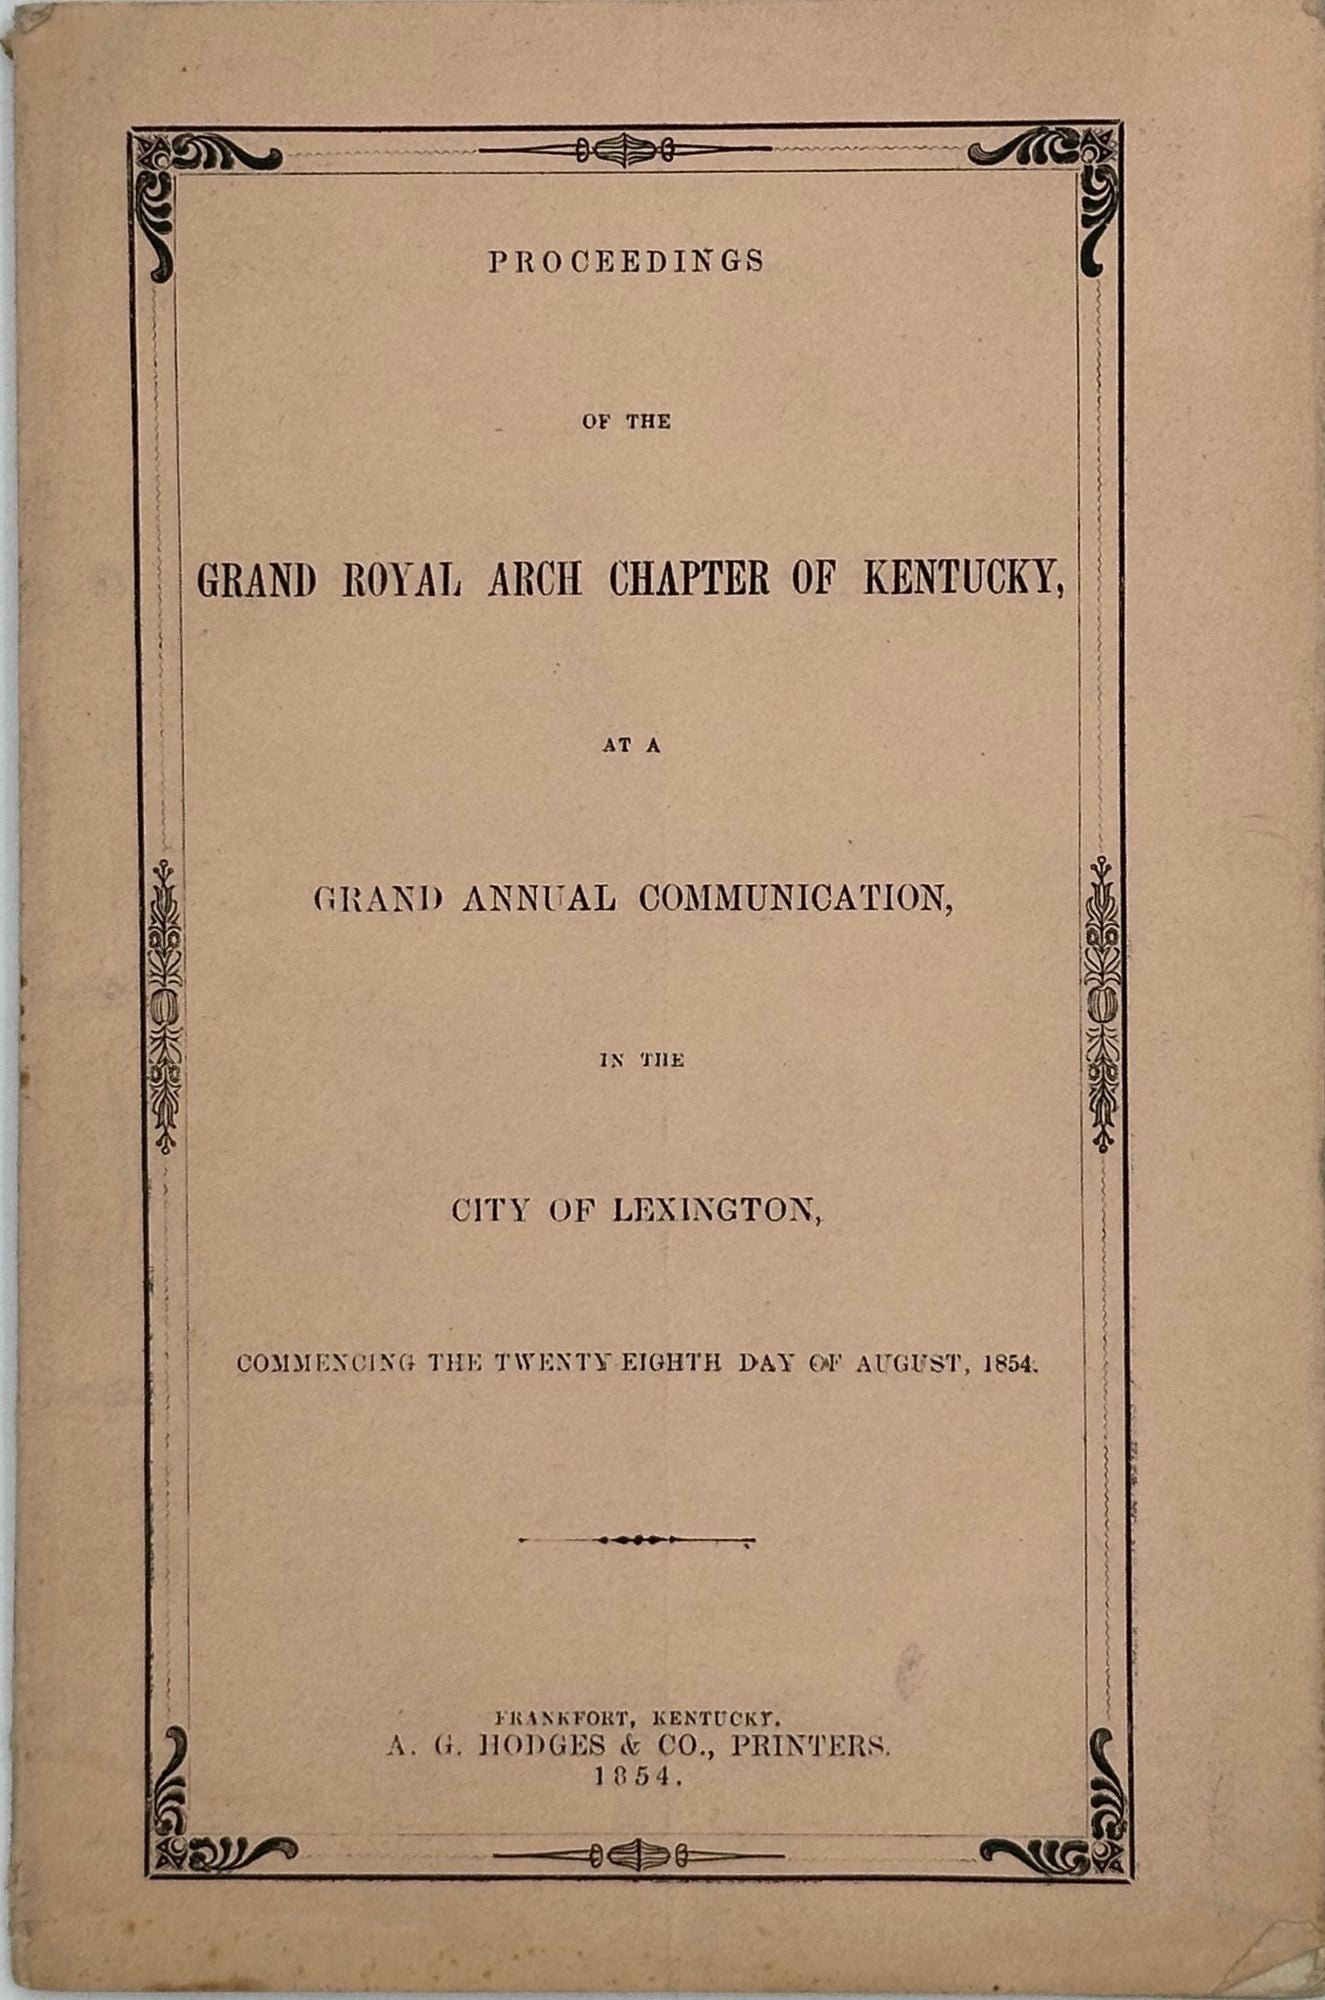 PROCEEDINGS
OF THE
GRAND ROYAL ARCH CHAPTER OF KENTUCKY,
AT A
GRAND ANNUAL COMMUNICATION,
IN THE
CITY OF LEXINGTON,
COMMENCING THE TWENTY-EIGHTH DAY OF AUGUST, 1854.
FRANKFORT, KENTUCKY.
A. G. HODGES & CO., PRINTERS.
1854.